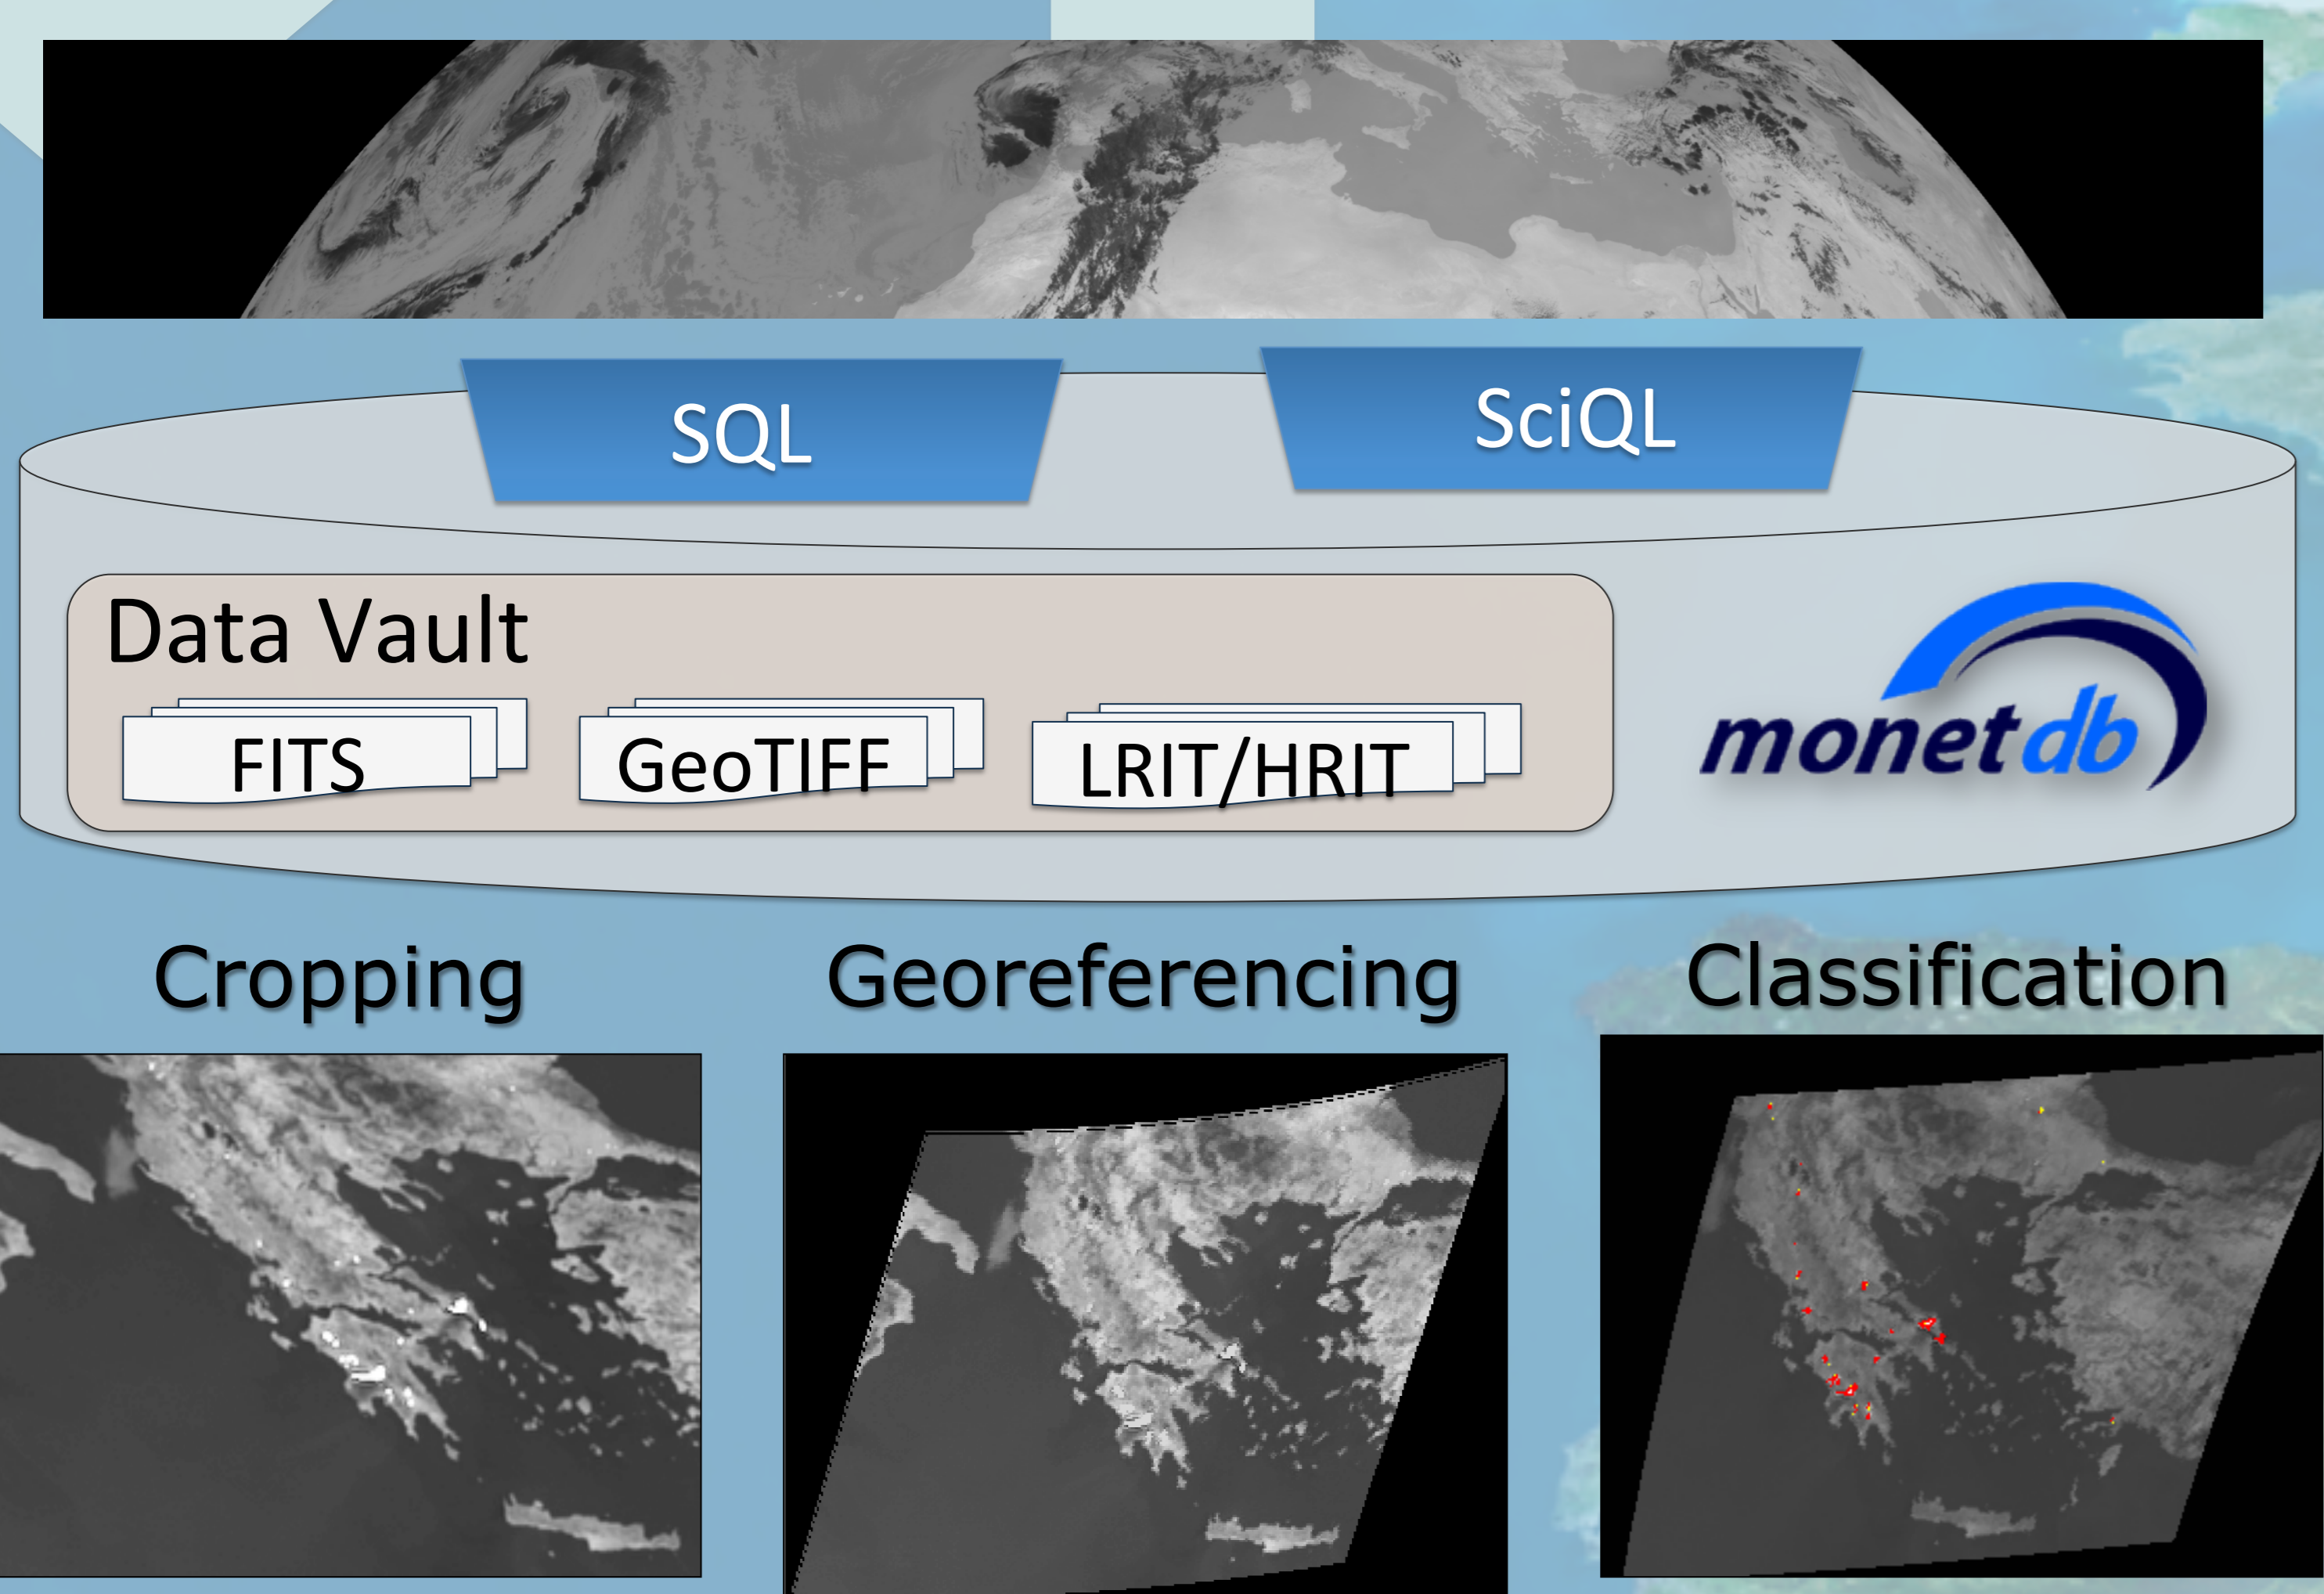 SQL
SciQL
Data Vault
FITS
GeoTIFF
LRIT/HRIT
monetdb
Cropping
Georeferencing
Classification